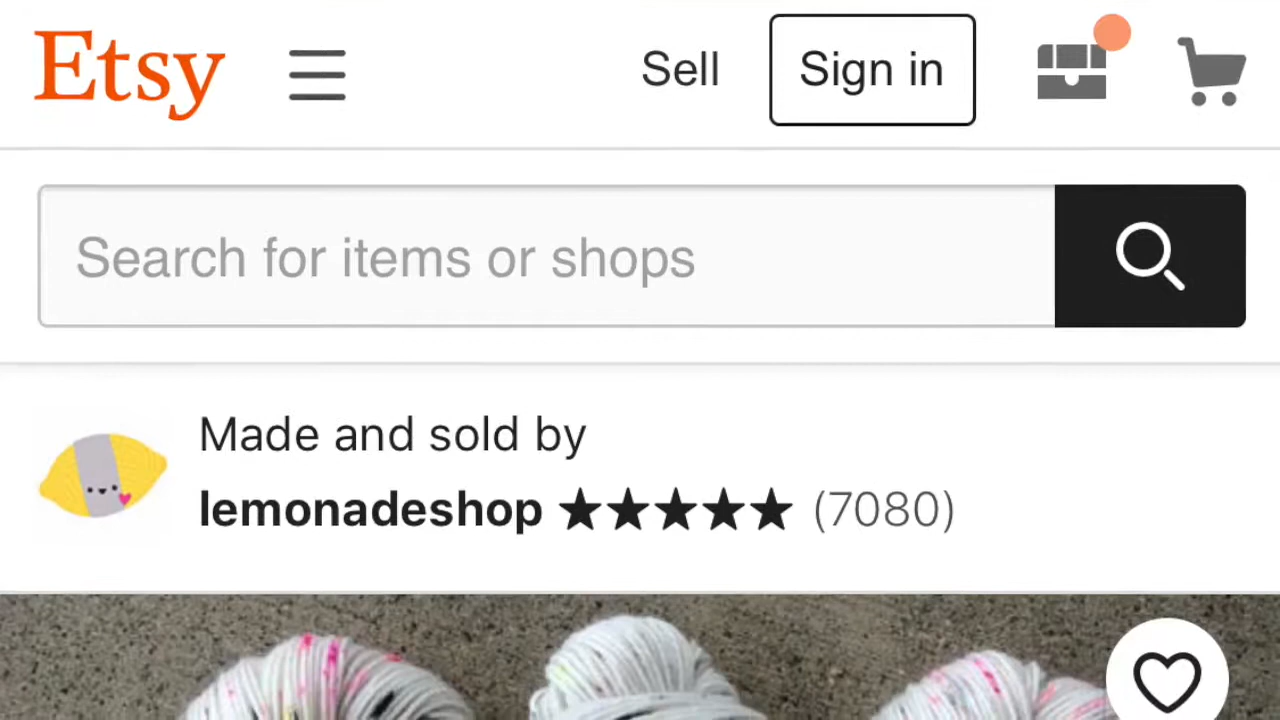 Etsy
Sell
Sign in
Search for items or shops
Made and sold by
lemonadeshop ★★★★★ (7080)